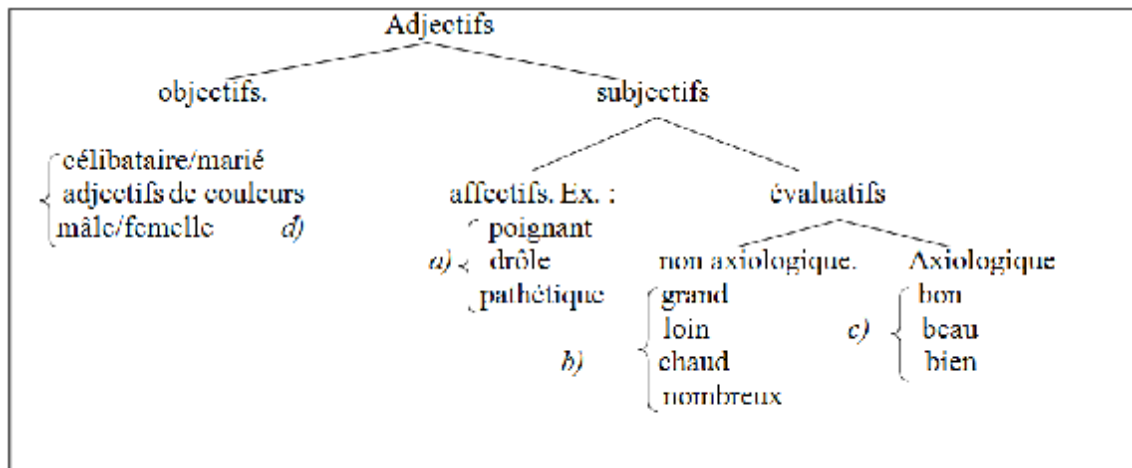 Adjectifs
objectifs. subjectifs
célibataire/marié
adjectifs de couleurs affectifs. Ex. : évaluatifs
mâle/femelle d) poignant
a) drôle non axiologique. Axiologique
pathétique grand bon
loin c) beau
b) chaud bien
nombreux